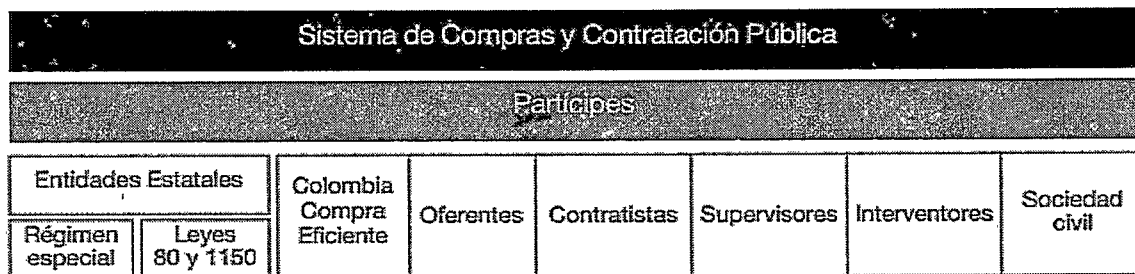 Sistema de Compras y Contratación Pública
Partícipes
Entidades Estatales
Régimen
especial
Leyes
80 y 1150
Colombia
Compra
Eficiente
Oferentes
Contratistas
Supervisores
Interventores
Sociedad
civil